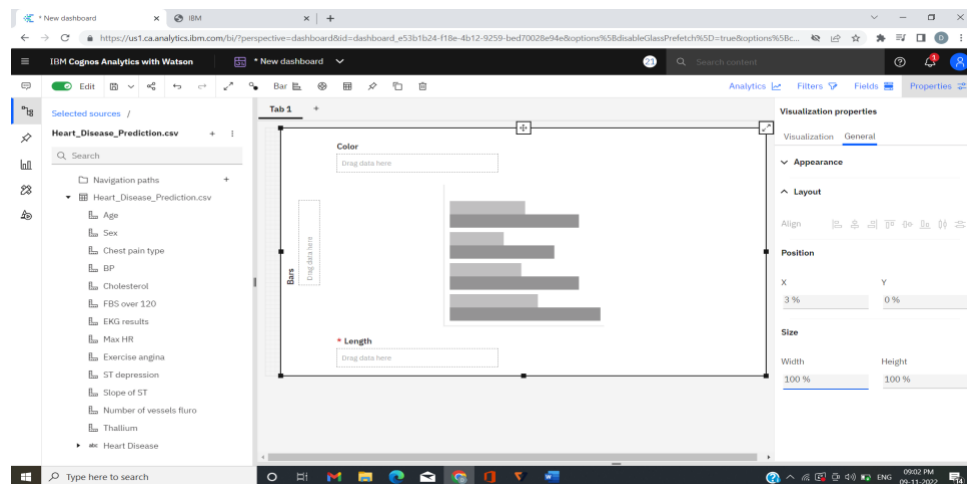 * New dashboard
IBM
https://us1.ca.analytics.ibm.com/bi/?perspective=dashboard&id=dashboard_e53b1b24-f18e-4b12-9259-bed70028e94e&options%5BdisableGlassPrefetch%5D=true&options%5Bc...
IBM Cognos Analytics with Watson
* New dashboard
Search content
Edit
Bar
Analytics
Filters
Fields
Properties
Selected sources /
Heart_Disease_Prediction.csv
Search
Navigation paths
Heart_Disease_Prediction.csv
Age
Sex
Chest pain type
BP
Cholesterol
FBS over 120
EKG results
Max HR
Exercise angina
ST depression
Slope of ST
Number of vessels fluro
Thallium
abc Heart Disease
Tab 1
Color
Drag data here
Bars
Drag data here
* Length
Drag data here
Visualization properties
Visualization General
Appearance
Layout
Align
Position
X Y
3 % 0 %
Size
Width Height
100 % 100 %
Type here to search
ENG
09:02 PM
09-11-2022